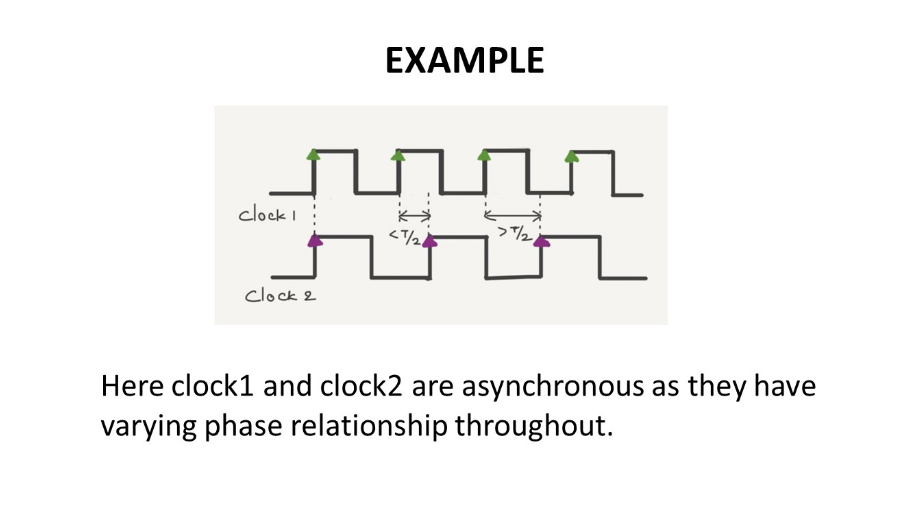 EXAMPLE
Clock 1
<T/2
>T/2
Clock 2
Here clock1 and clock2 are asynchronous as they have
varying phase relationship throughout.